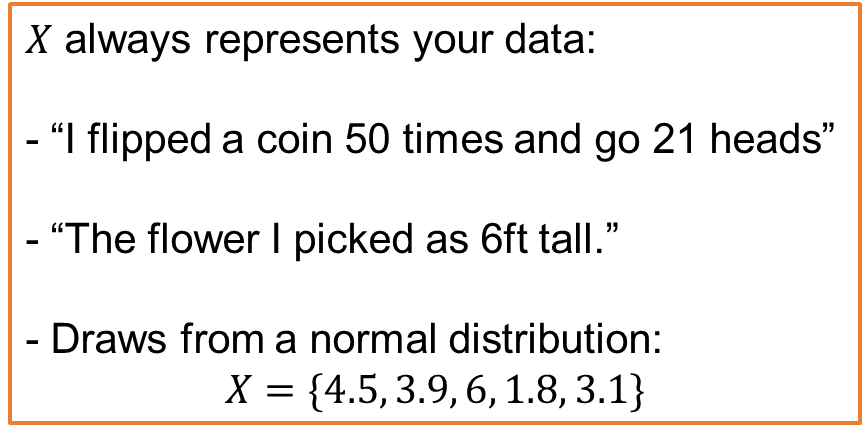 X always represents your data:
- “I flipped a coin 50 times and go 21 heads”
- “The flower I picked as 6ft tall.”
- Draws from a normal distribution:
X = {4.5, 3.9, 6, 1.8, 3.1}